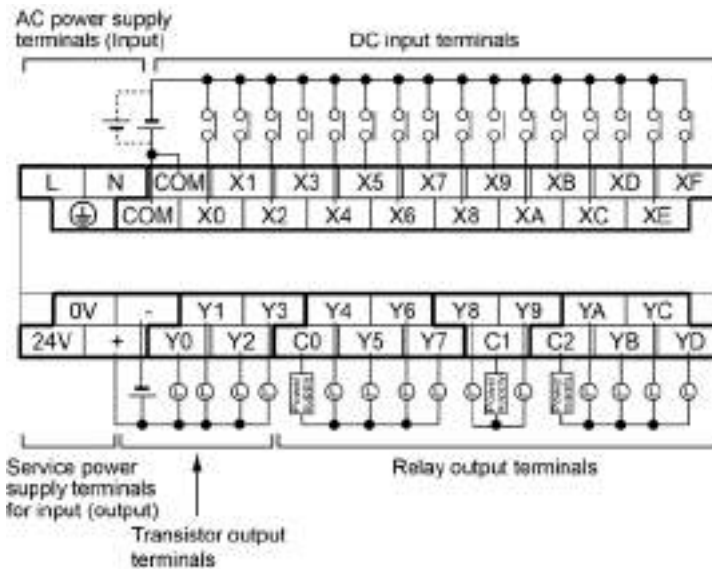 AC power supply
terminals (Input)
DC input terminals
L N COM X1 X3 X5 X7 X9 XB XD XF
COM X0 X2 X4 X6 X8 XA XC XE
0V - Y1 Y3 Y4 Y6 Y8 Y9 YA YC
24V + Y0 Y2 C0 Y5 Y7 C1 C2 YB YD
L L L L L L L L L L L L L L
Service power
supply terminals
for input (output)
Relay output terminals
Transistor output
terminals